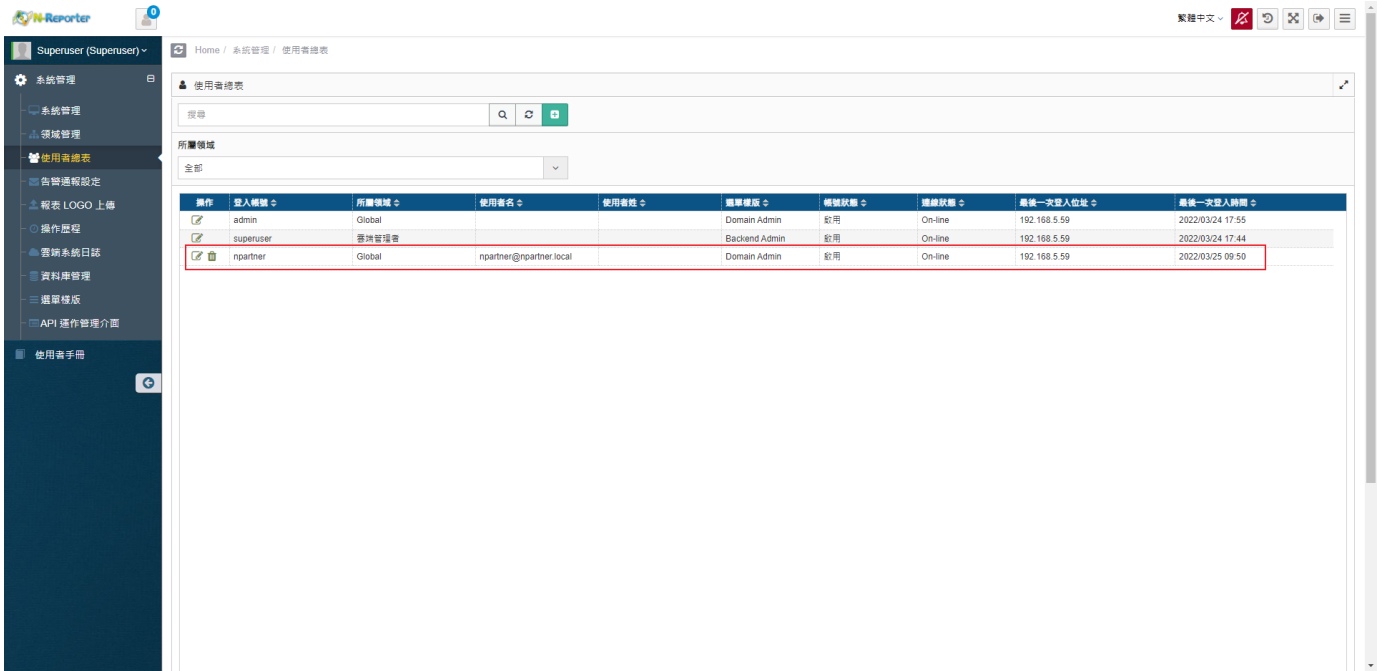 N-Reporter
0
繁體中文
Superuser (Superuser)
Home / 系統管理 / 使用者總表
系統管理
使用者總表
系統管理
搜尋
領域管理
所屬領域
使用者總表
全部
告警通報設定
報表 LOGO 上傳
操作 登入帳號 所屬領域 使用者名 使用者姓 選單樣版 帳號狀態 連線狀態 最後一次登入位址 最後一次登入時間
admin Global Domain Admin 啟用 On-line 192.168.5.59 2022/03/24 17:55
操作歷程
superuser 雲端管理者 Backend Admin 啟用 On-line 192.168.5.59 2022/03/24 17:44
雲端系統日誌
npartner Global npartner@npartner.local Domain Admin 啟用 On-line 192.168.5.59 2022/03/25 09:50
資料庫管理
選單樣版
API 運作管理介面
使用者手冊